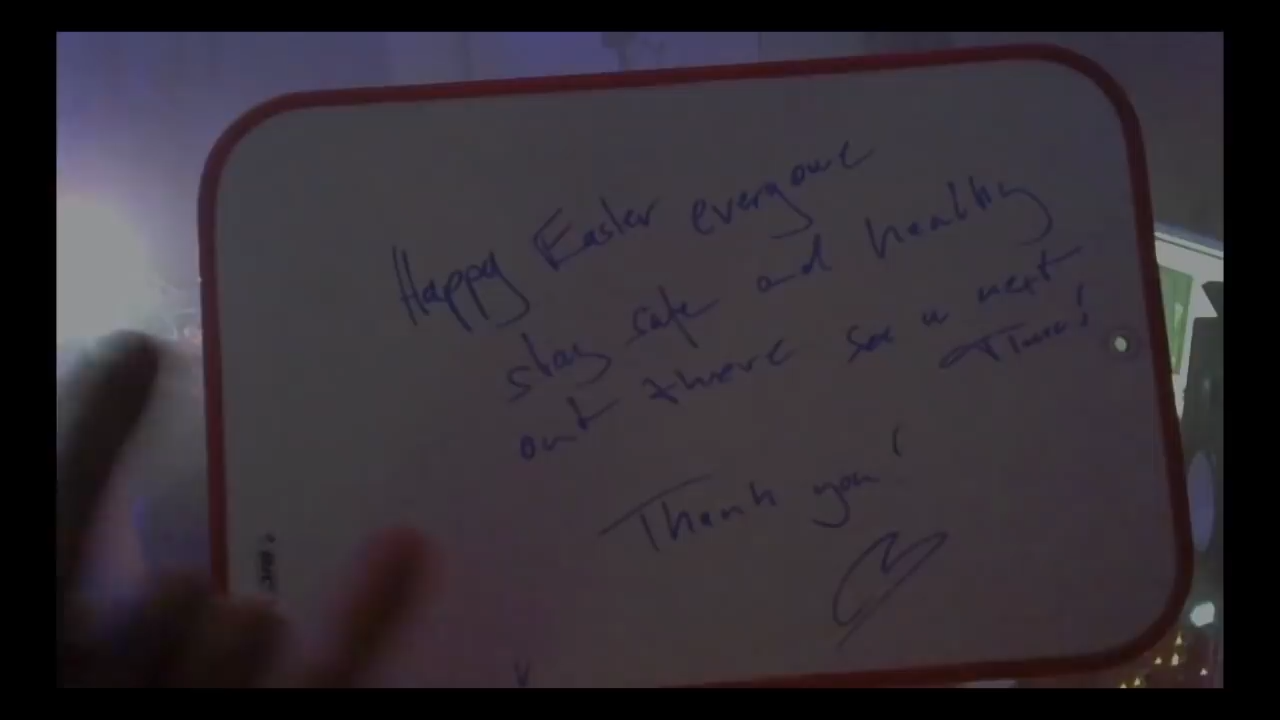 Happy Easter everyone
stay safe and healthy
out there see u next
Time!
Thank you!